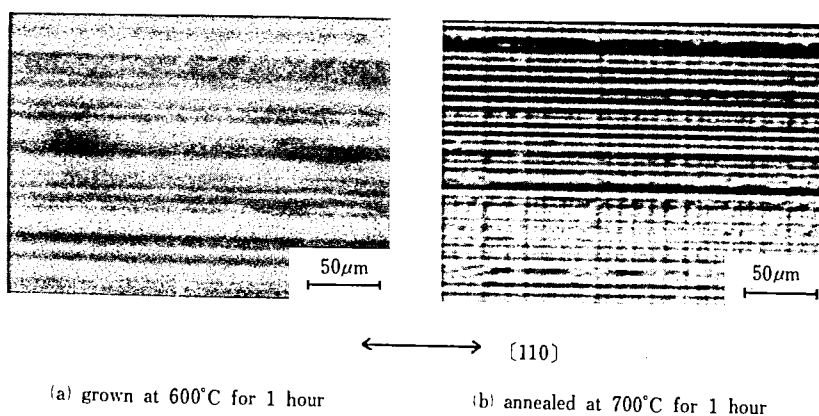 50μm
50μm
〔110〕
(a) grown at 600°C for 1 hour
(b) annealed at 700°C for 1 hour